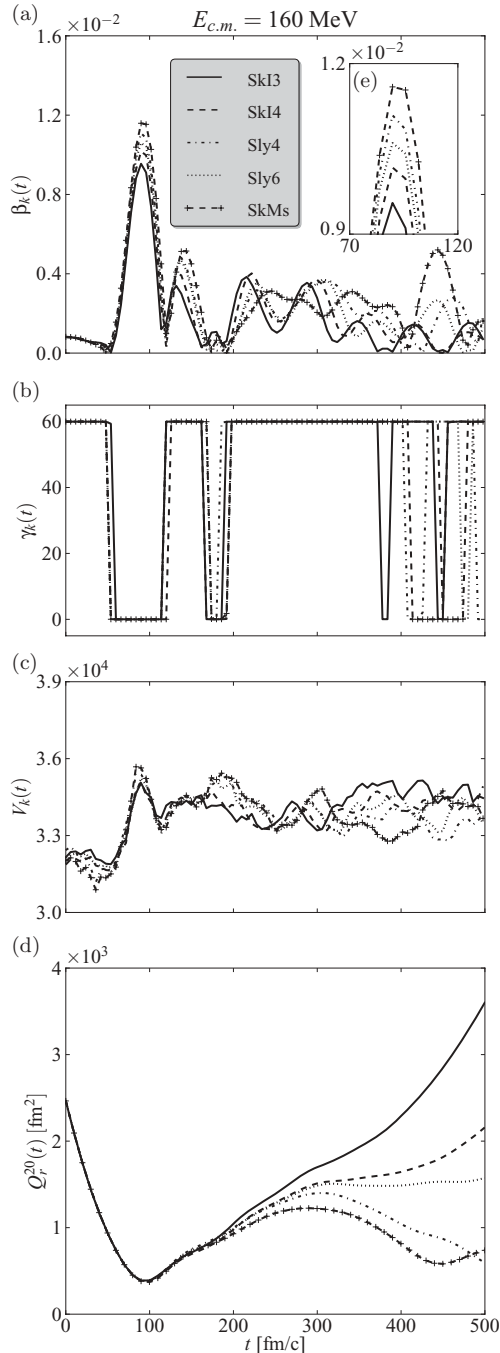 (a)
E_{c.m.} = 160 MeV
×10⁻²
1.6
1.2
0.8
0.4
0.0
β_k(t)
SkI3
SkI4
Sly4
Sly6
SkMs
×10⁻²
1.2
(e)
0.9
70 120
(b)
60
40
20
0
γ_k(t)
(c)
×10⁴
3.9
3.6
3.3
3.0
V_k(t)
(d)
×10³
4
3
2
1
0
Q_r^{20}(t) [fm²]
0 100 200 300 400 500
t [fm/c]